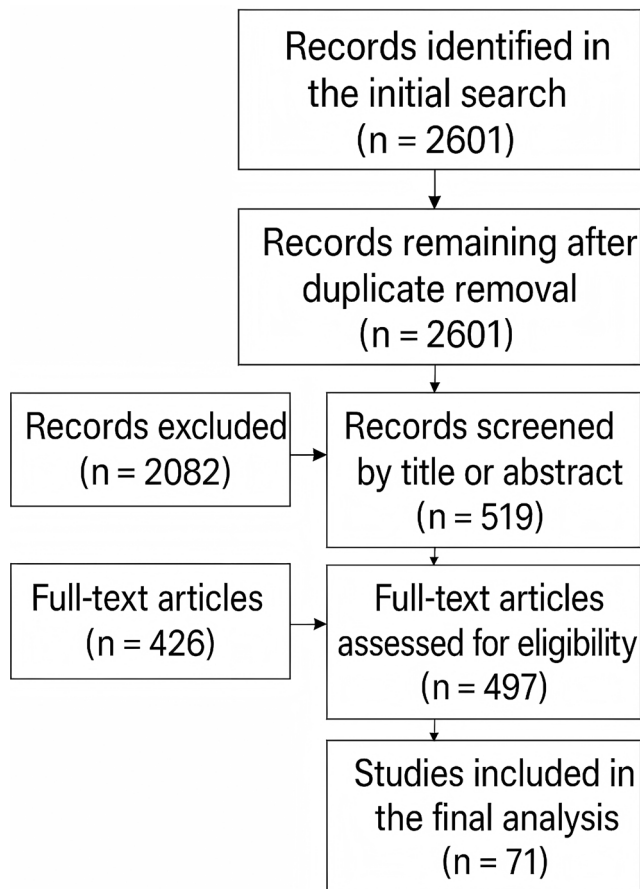 Records identified in
the initial search
(n = 2601)
Records remaining after
duplicate removal
(n = 2601)
Records excluded
(n = 2082)
Records screened
by title or abstract
(n = 519)
Full-text articles
(n = 426)
Full-text articles
assessed for eligibility
(n = 497)
Studies included in
the final analysis
(n = 71)